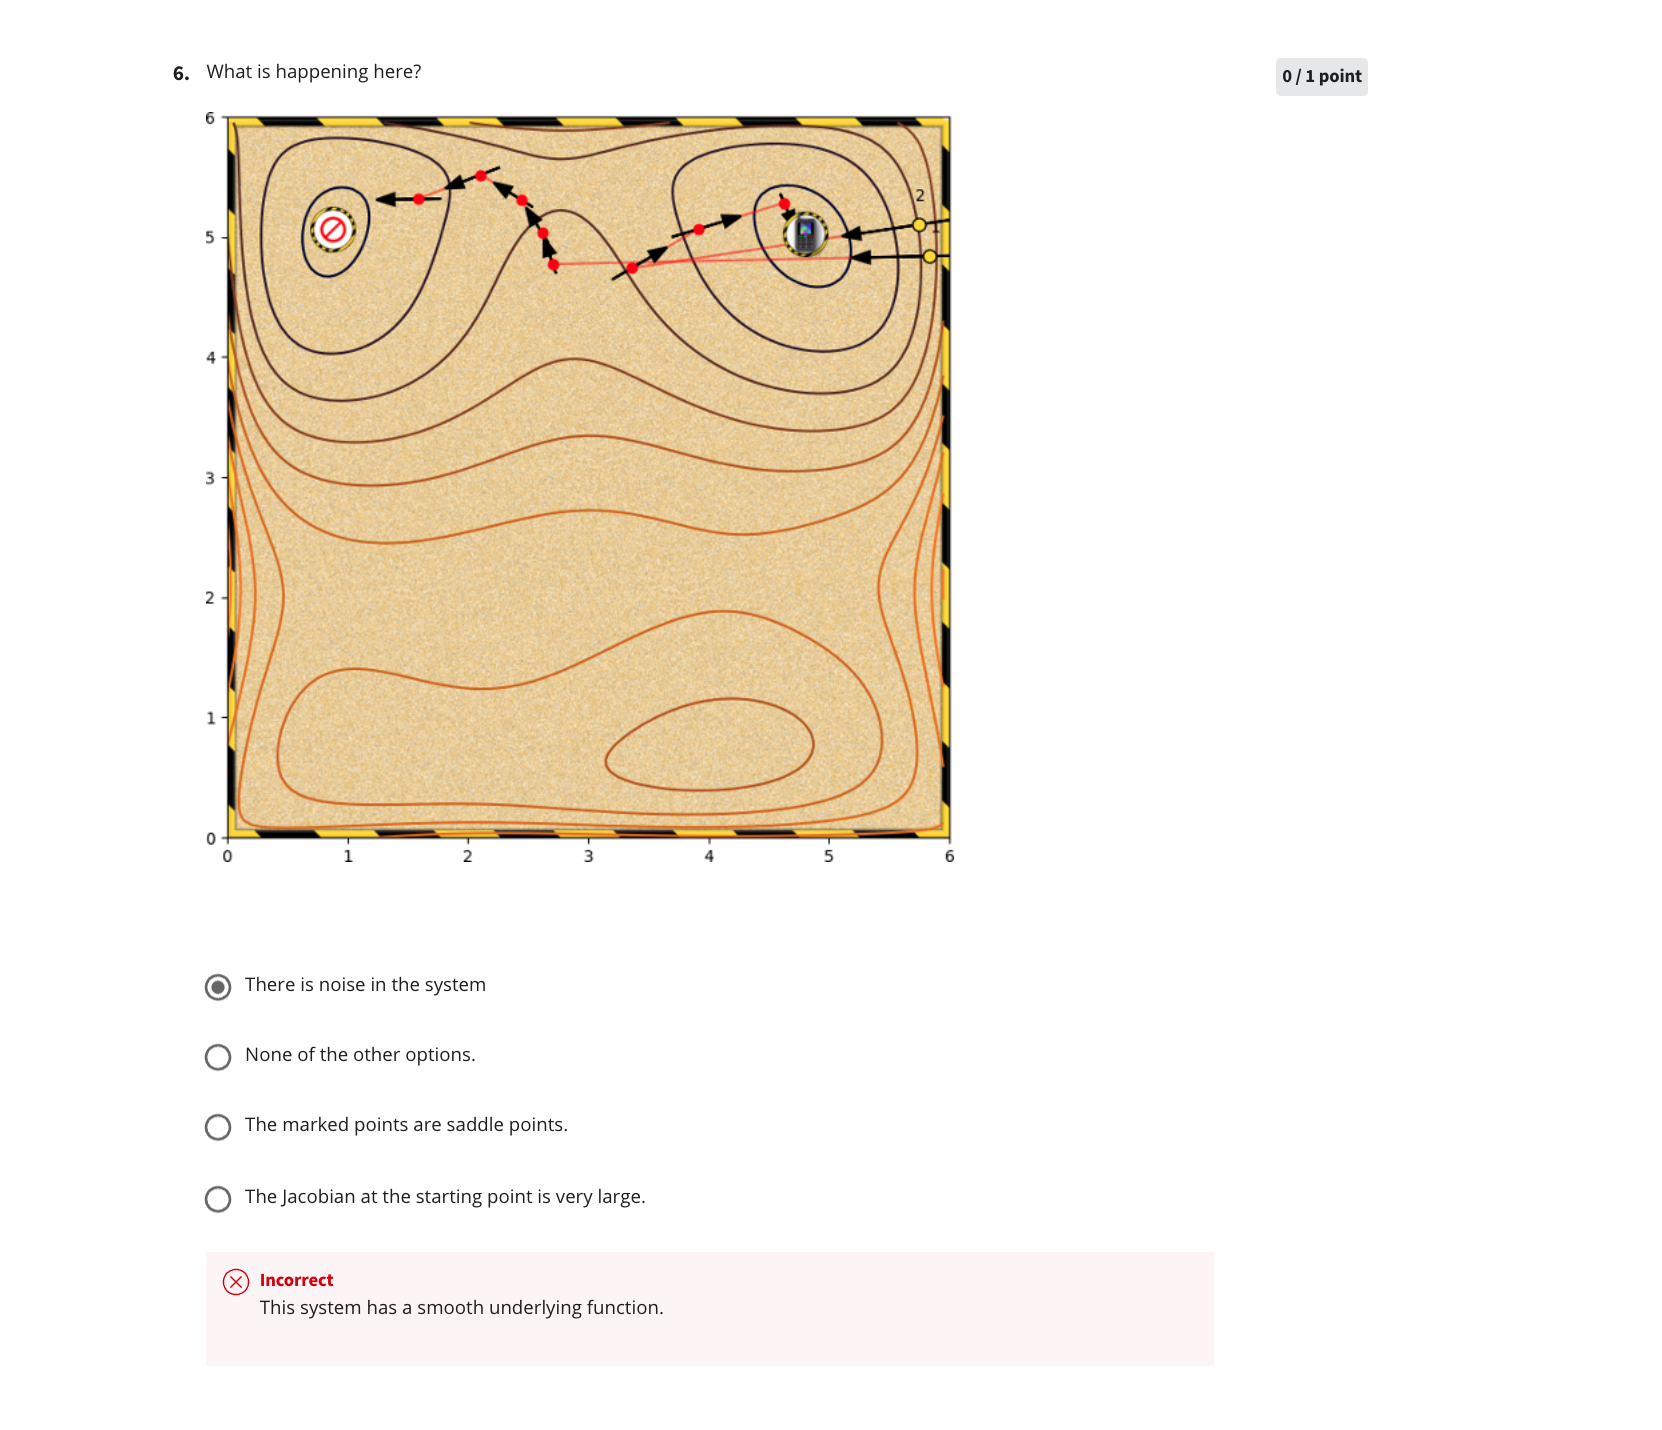 6. What is happening here?
0 / 1 point
6
5
4
3
2
1
0
0 1 2 3 4 5 6
2
1
There is noise in the system
None of the other options.
The marked points are saddle points.
The Jacobian at the starting point is very large.
Incorrect
This system has a smooth underlying function.